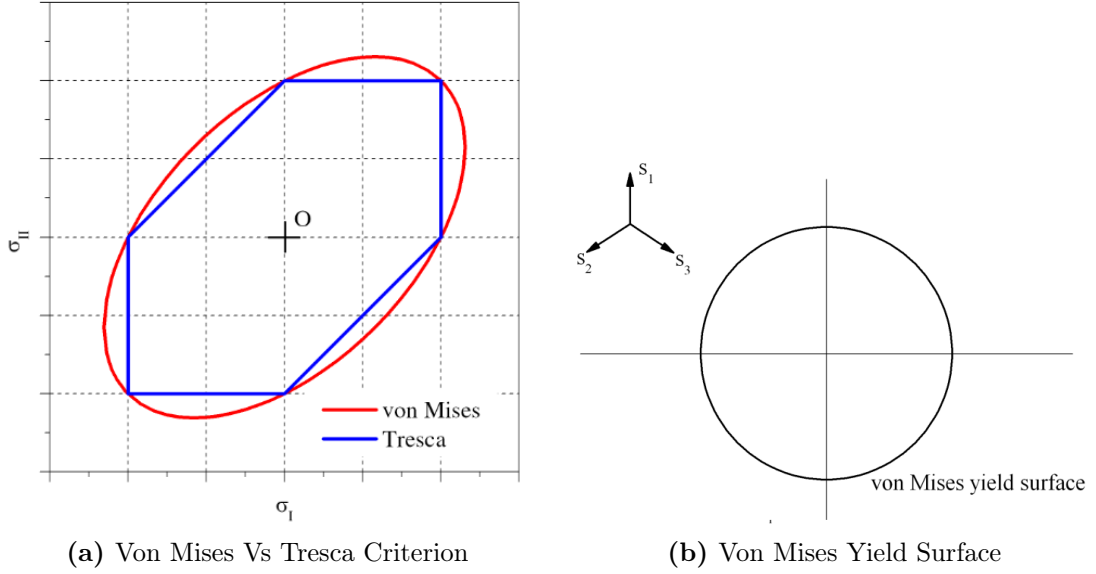 O
σII
von Mises
Tresca
σI
(a) Von Mises Vs Tresca Criterion
S1
S2
S3
von Mises yield surface
(b) Von Mises Yield Surface